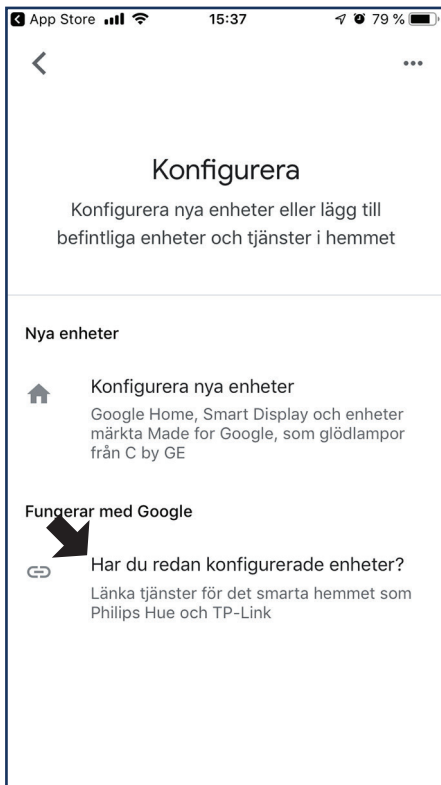 App Store 15:37 79 %
Konfigurera
Konfigurera nya enheter eller lägg till
befintliga enheter och tjänster i hemmet
Nya enheter
Konfigurera nya enheter
Google Home, Smart Display och enheter
märkta Made for Google, som glödlampor
från C by GE
Fungerar med Google
Har du redan konfigurerade enheter?
Länka tjänster för det smarta hemmet som
Philips Hue och TP-Link